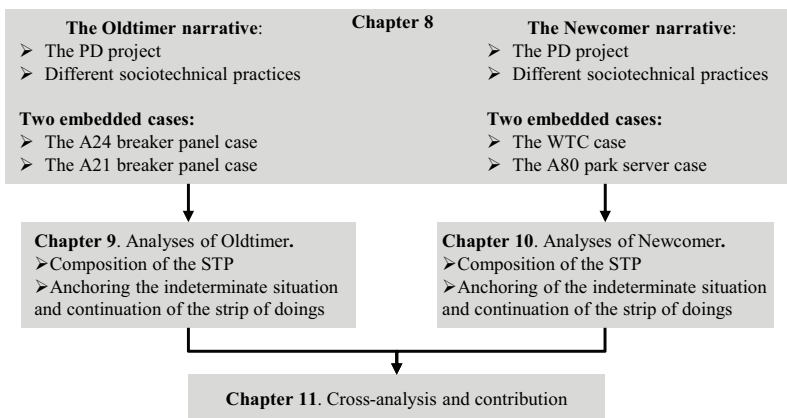 Chapter 8
The Oldtimer narrative:
➢ The PD project
➢ Different sociotechnical practices
Two embedded cases:
➢ The A24 breaker panel case
➢ The A21 breaker panel case
The Newcomer narrative:
➢ The PD project
➢ Different sociotechnical practices
Two embedded cases:
➢ The WTC case
➢ The A80 park server case
Chapter 9. Analyses of Oldtimer.
➢Composition of the STP
➢Anchoring the indeterminate situation
and continuation of the strip of doings
Chapter 10. Analyses of Newcomer.
➢Composition of the STP
➢Anchoring of the indeterminate situation
and continuation of the strip of doings
Chapter 11. Cross-analysis and contribution